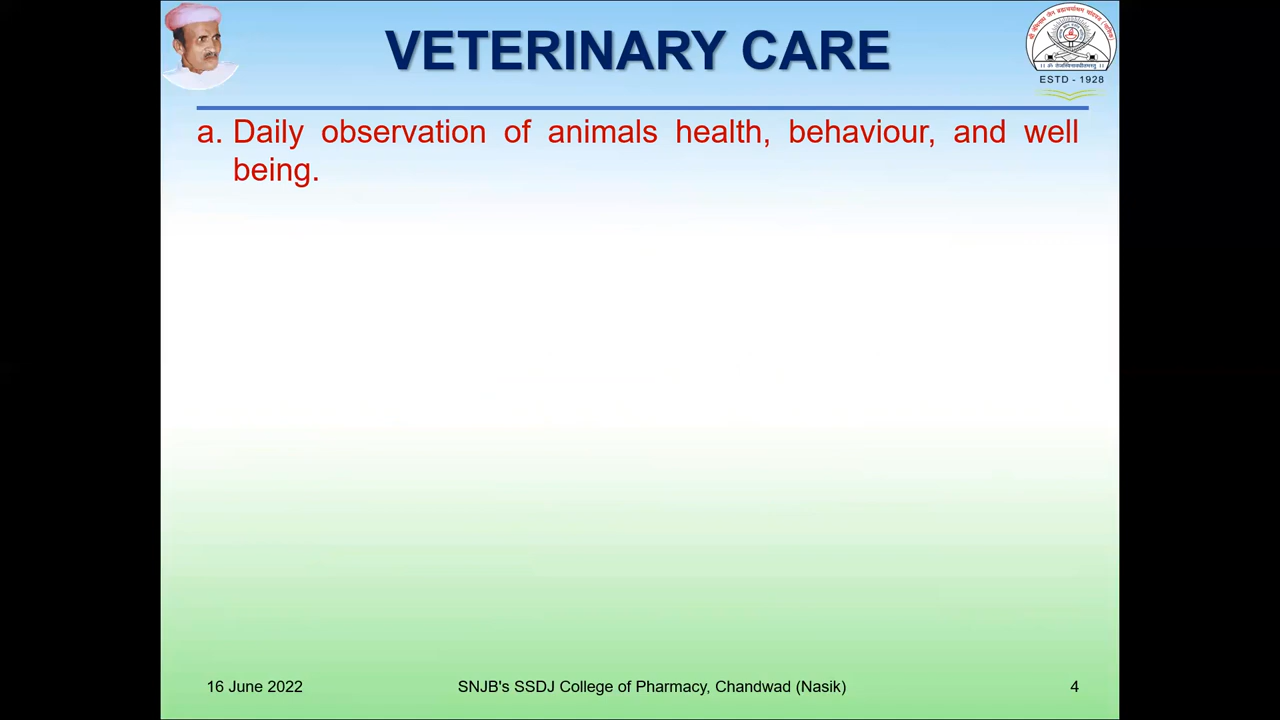 VETERINARY CARE
ESTD - 1928
a. Daily observation of animals health, behaviour, and well
being.
16 June 2022
SNJB's SSDJ College of Pharmacy, Chandwad (Nasik)
4